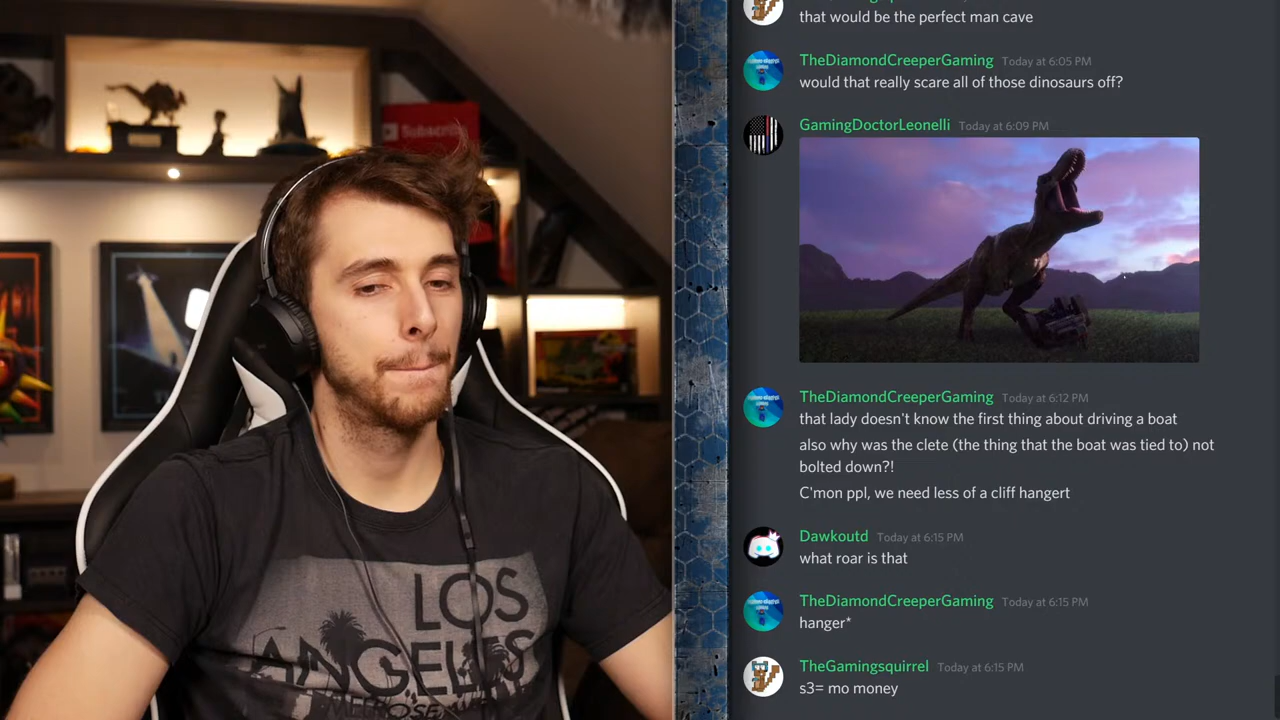 Subscribe
LOS
ANGELES
MELROSE AVE
that would be the perfect man cave
TheDiamondCreeperGaming Today at 6:05 PM
would that really scare all of those dinosaurs off?
GamingDoctorLeonelli Today at 6:09 PM
TheDiamondCreeperGaming Today at 6:12 PM
that lady doesn't know the first thing about driving a boat
also why was the clete (the thing that the boat was tied to) not
bolted down?!
C'mon ppl, we need less of a cliff hangert
Dawkoutd Today at 6:15 PM
what roar is that
TheDiamondCreeperGaming Today at 6:15 PM
hanger*
TheGamingsquirrel Today at 6:15 PM
s3= mo money